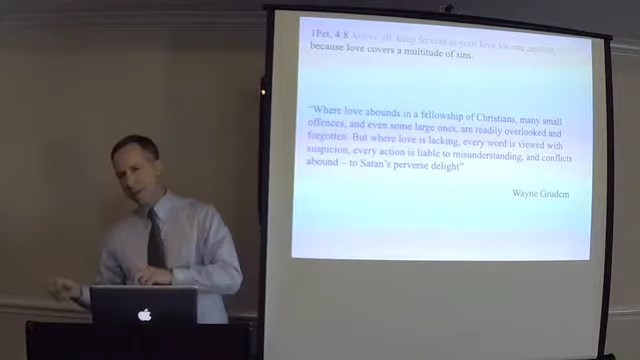 1Pet, 4:8 Above all, keep fervent in your love for one another,
because love covers a multitude of sins.
“Where love abounds in a fellowship of Christians, many small
offences, and even some large ones, are readily overlooked and
forgotten. But where love is lacking, every word is viewed with
suspicion, every action is liable to misunderstanding, and conflicts
abound – to Satan’s perverse delight”
Wayne Grudem